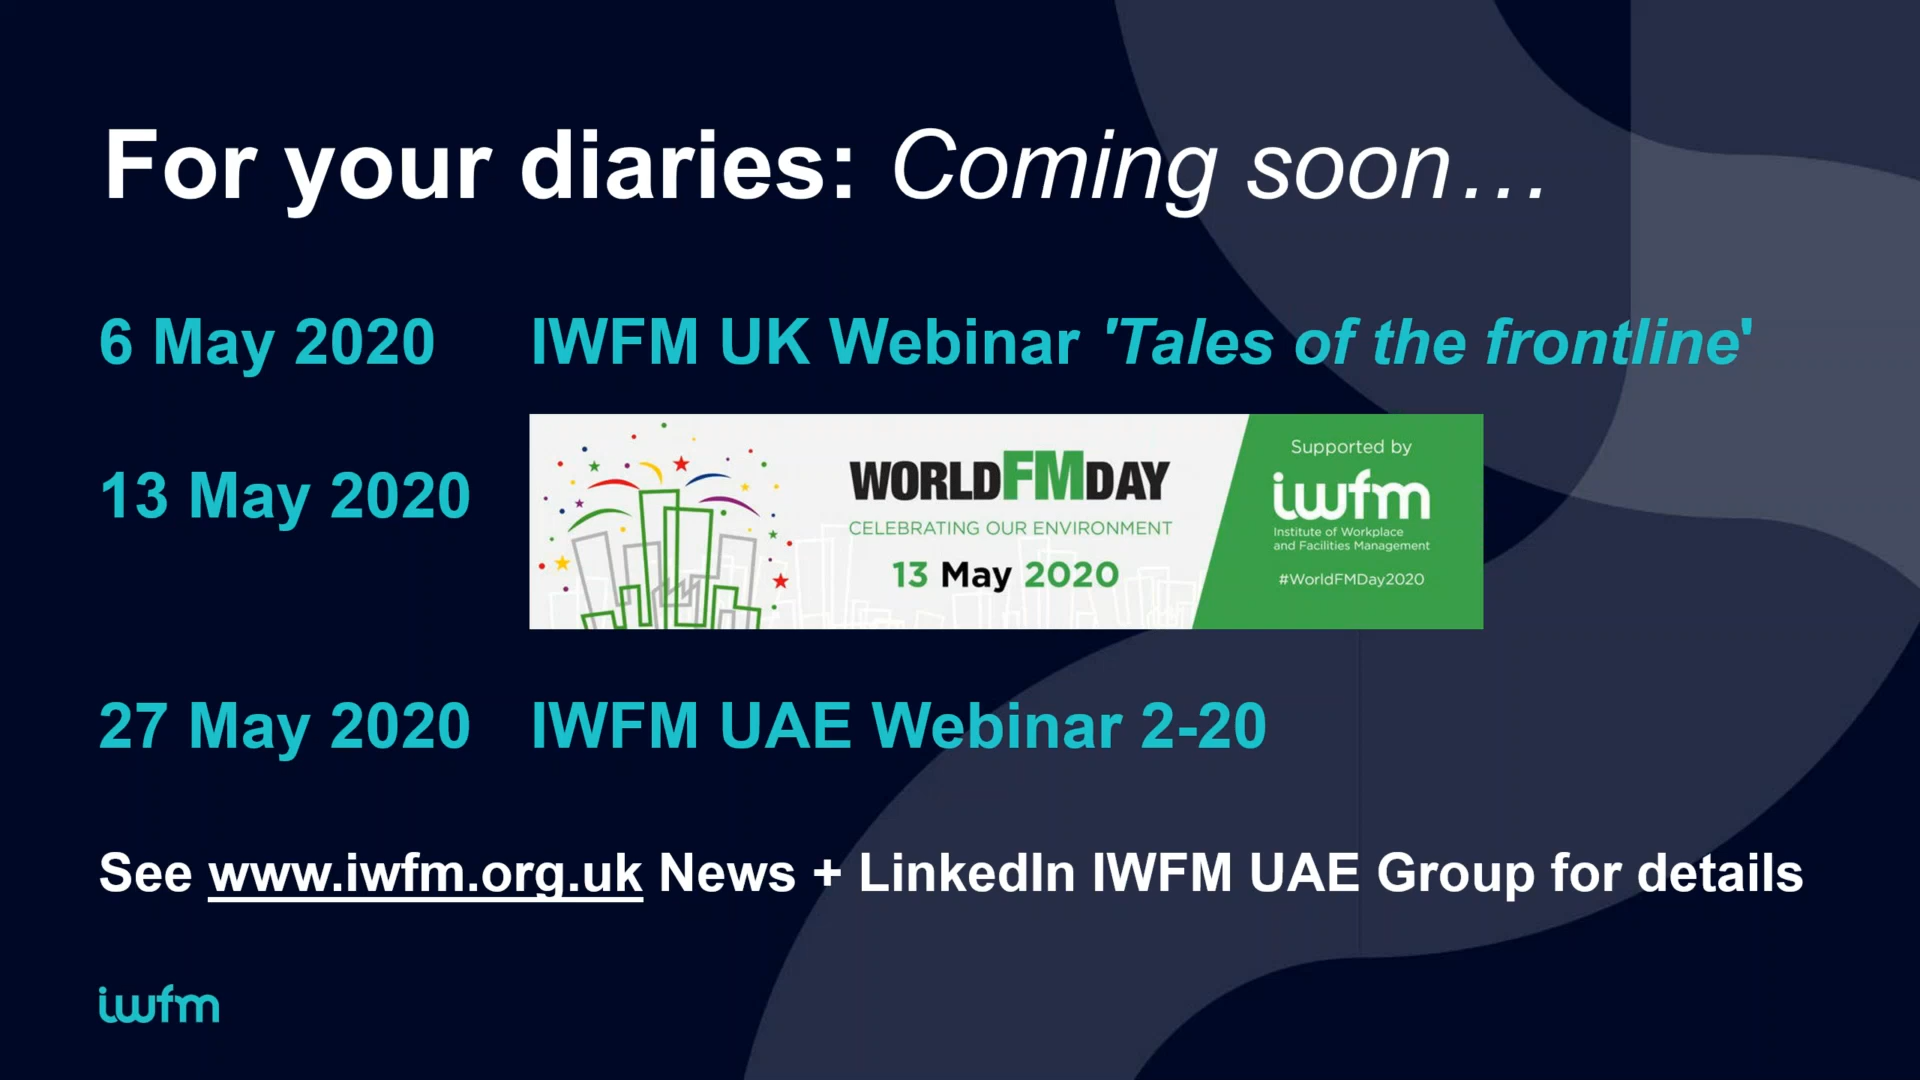 For your diaries: Coming soon…
6 May 2020 IWFM UK Webinar 'Tales of the frontline'
13 May 2020
WORLDFMDAY
CELEBRATING OUR ENVIRONMENT
13 May 2020
Supported by
iwfm
Institute of Workplace
and Facilities Management
#WorldFMDay2020
27 May 2020 IWFM UAE Webinar 2-20
See www.iwfm.org.uk News + LinkedIn IWFM UAE Group for details
iwfm